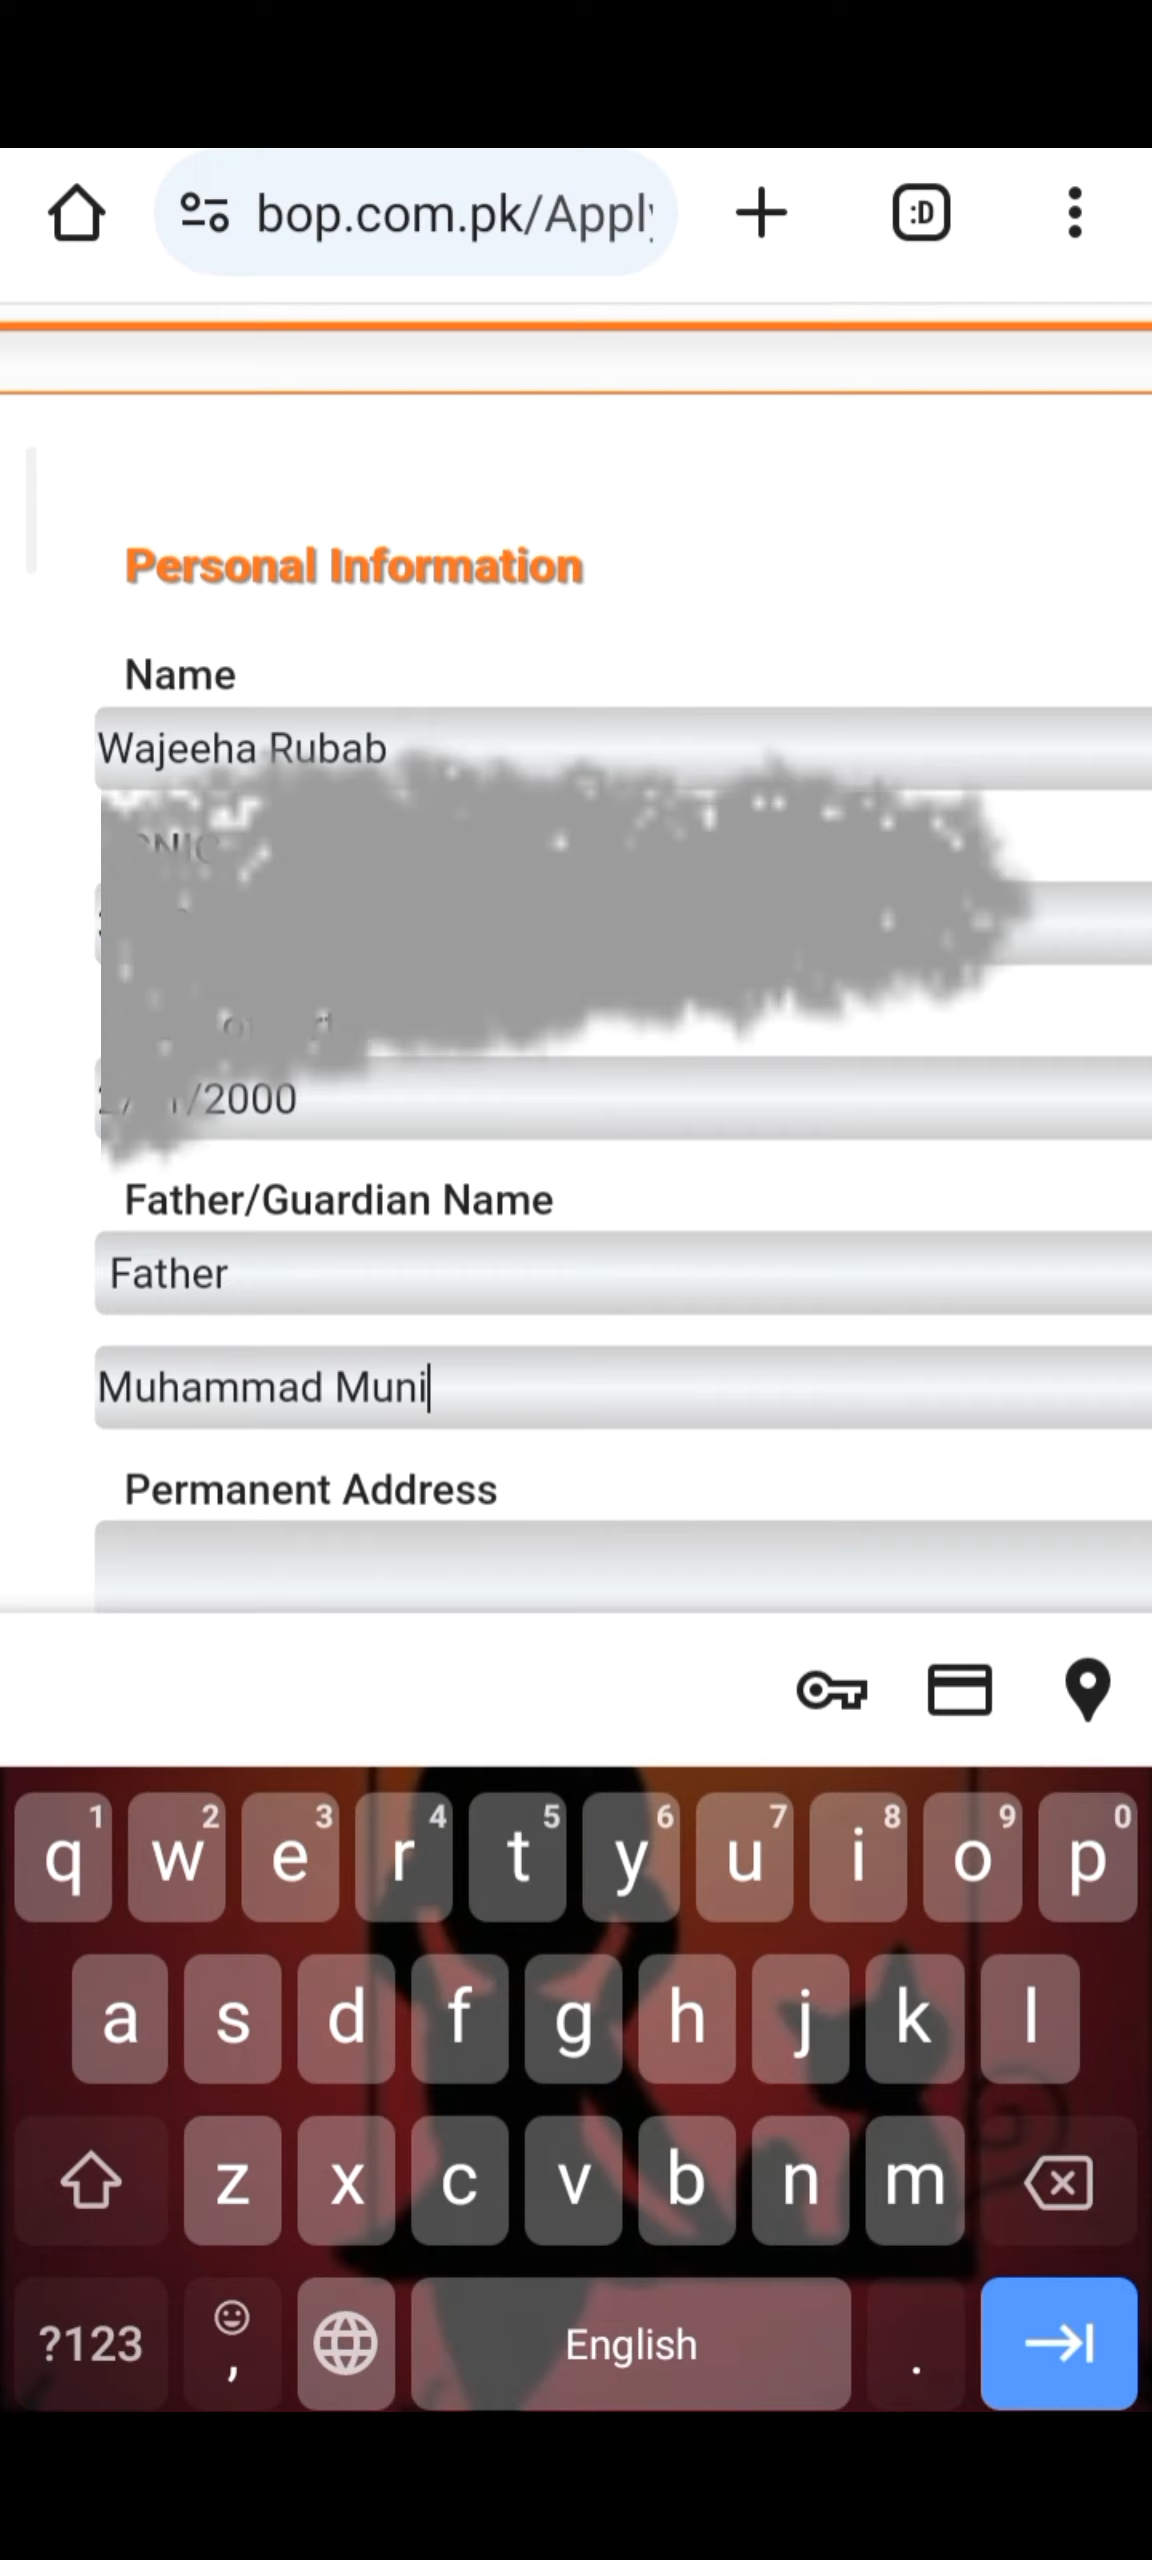 bop.com.pk/Appl
:D
Personal Information
Name
Wajeeha Rubab
/2000
Father/Guardian Name
Father
Muhammad Muni
Permanent Address
1 2 3 4 5 6 7 8 9 0
q w e r t y u i o p
a s d f g h j k l
z x c v b n m
?123 , English .